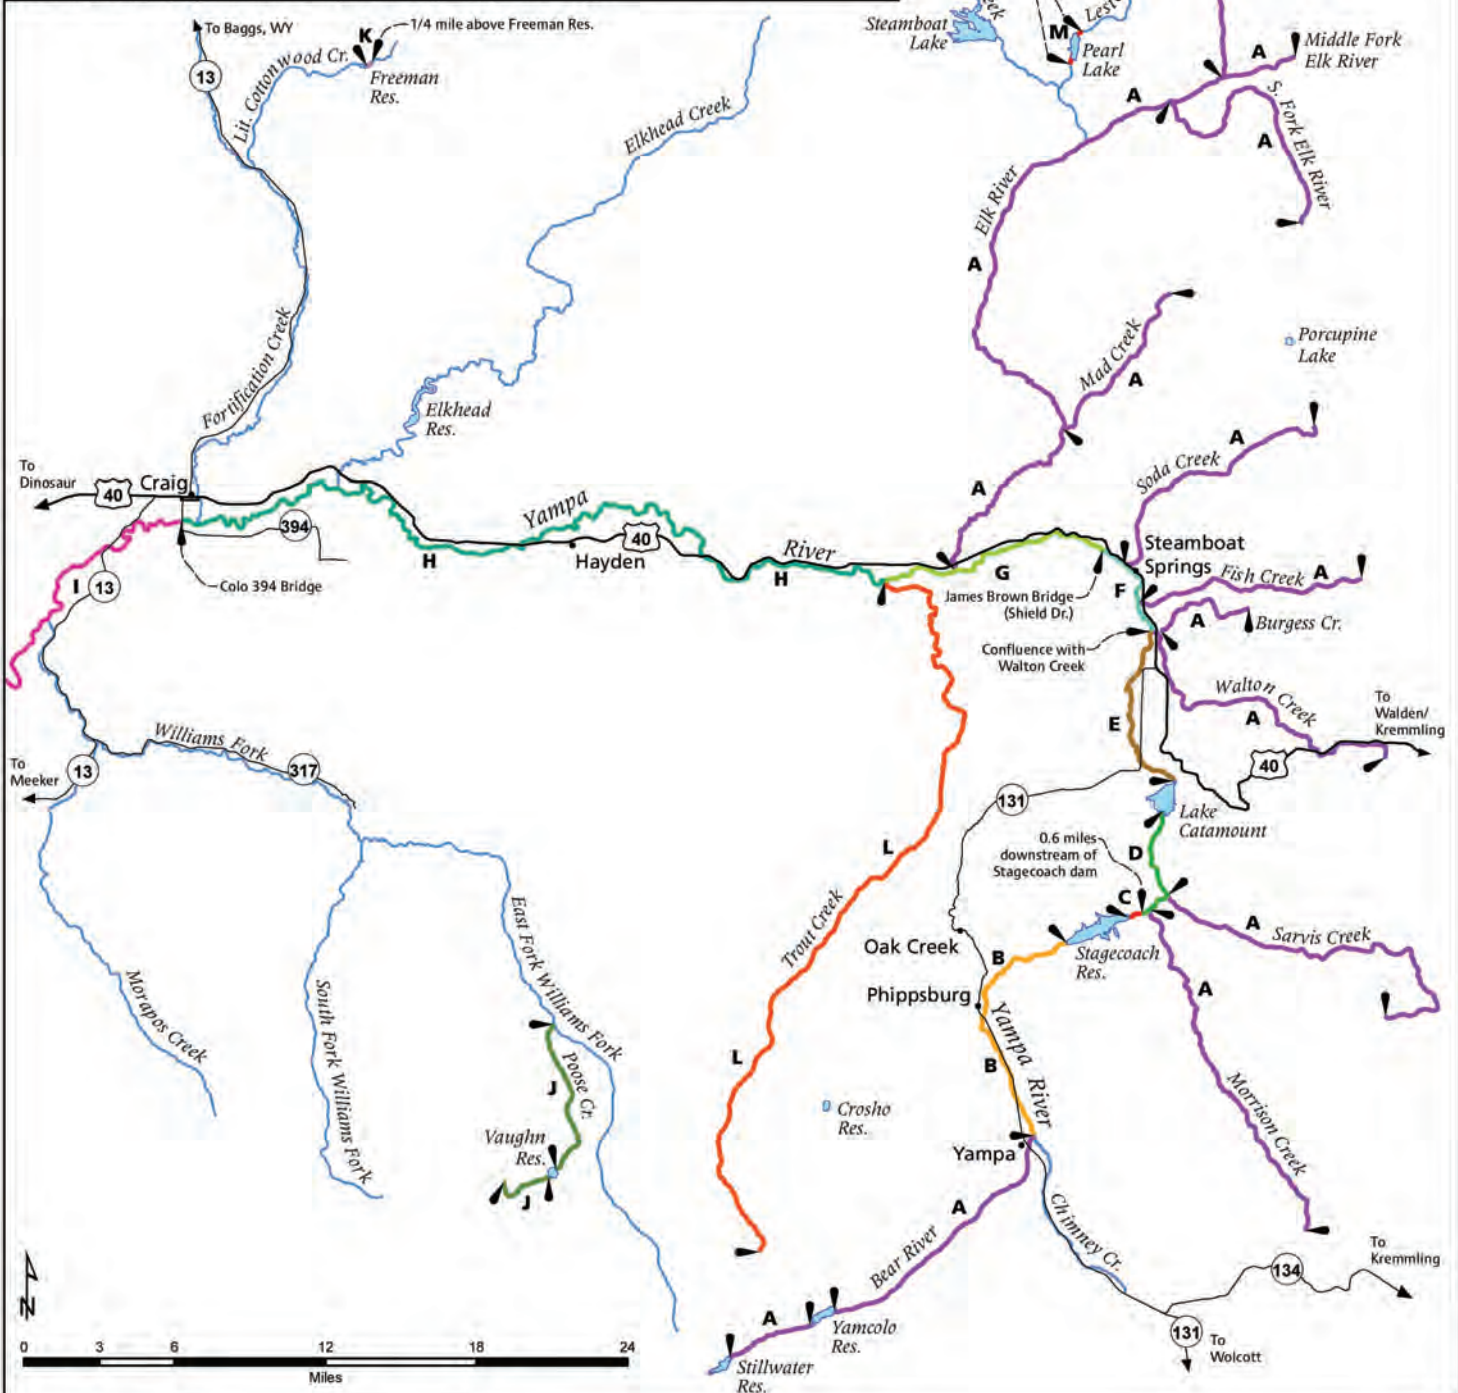 To Baggs, WY
13
K
1/4 mile above Freeman Res.
Lit. Cottonwood Cr.
Freeman
Res.
Elkhead Creek
Steamboat
Lake
eek
M
Pearl
Lake
A
Middle Fork
Elk River
A
S. Fork Elk River
A
Elk River
A
Mad Creek
A
Porcupine
Lake
Fortification Creek
Elkhead
Res.
To
Dinosaur
40
Craig
394
Colo 394 Bridge
I
13
Yampa
H
Hayden
40
River
H
A
G
James Brown Bridge
(Shield Dr.)
Soda Creek
A
Steamboat
Springs
F
Fish Creek
A
A
Burgess Cr.
Confluence with
Walton Creek
Walton Creek
A
To
Walden/
Kremmling
40
E
131
Lake
Catamount
0.6 miles
downstream of
Stagecoach dam
D
C
Williams Fork
317
To
Meeker
13
L
Trout Creek
L
Oak Creek
B
Stagecoach
Res.
A
Sarvis Creek
Phippsburg
Yampa River
B
A
Morrison Creek
Morapos Creek
South Fork Williams Fork
East Fork Williams Fork
Poose Cr.
J
Vaughn
Res.
J
Crosho
Res.
Yampa
A
Bear River
Chimney Cr.
A
Yamcolo
Res.
Stillwater
Res.
To
Kremmling
134
131
To
Wolcott
N
0 3 6 12 18 24
Miles